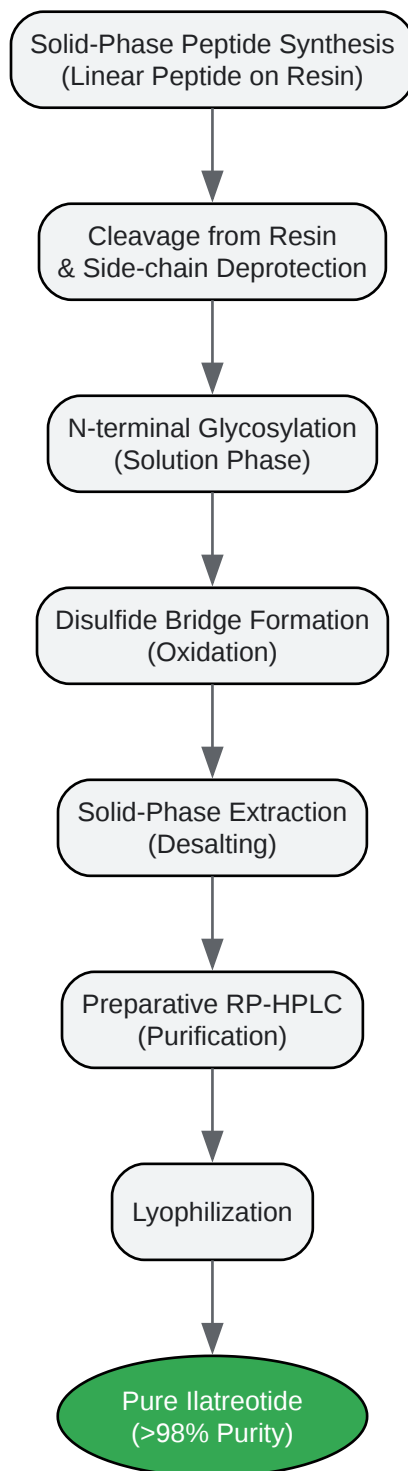 Solid-Phase Peptide Synthesis
(Linear Peptide on Resin)
Cleavage from Resin
& Side-chain Deprotection
N-terminal Glycosylation
(Solution Phase)
Disulfide Bridge Formation
(Oxidation)
Solid-Phase Extraction
(Desalting)
Preparative RP-HPLC
(Purification)
Lyophilization
Pure Ilatreotide
(>98% Purity)